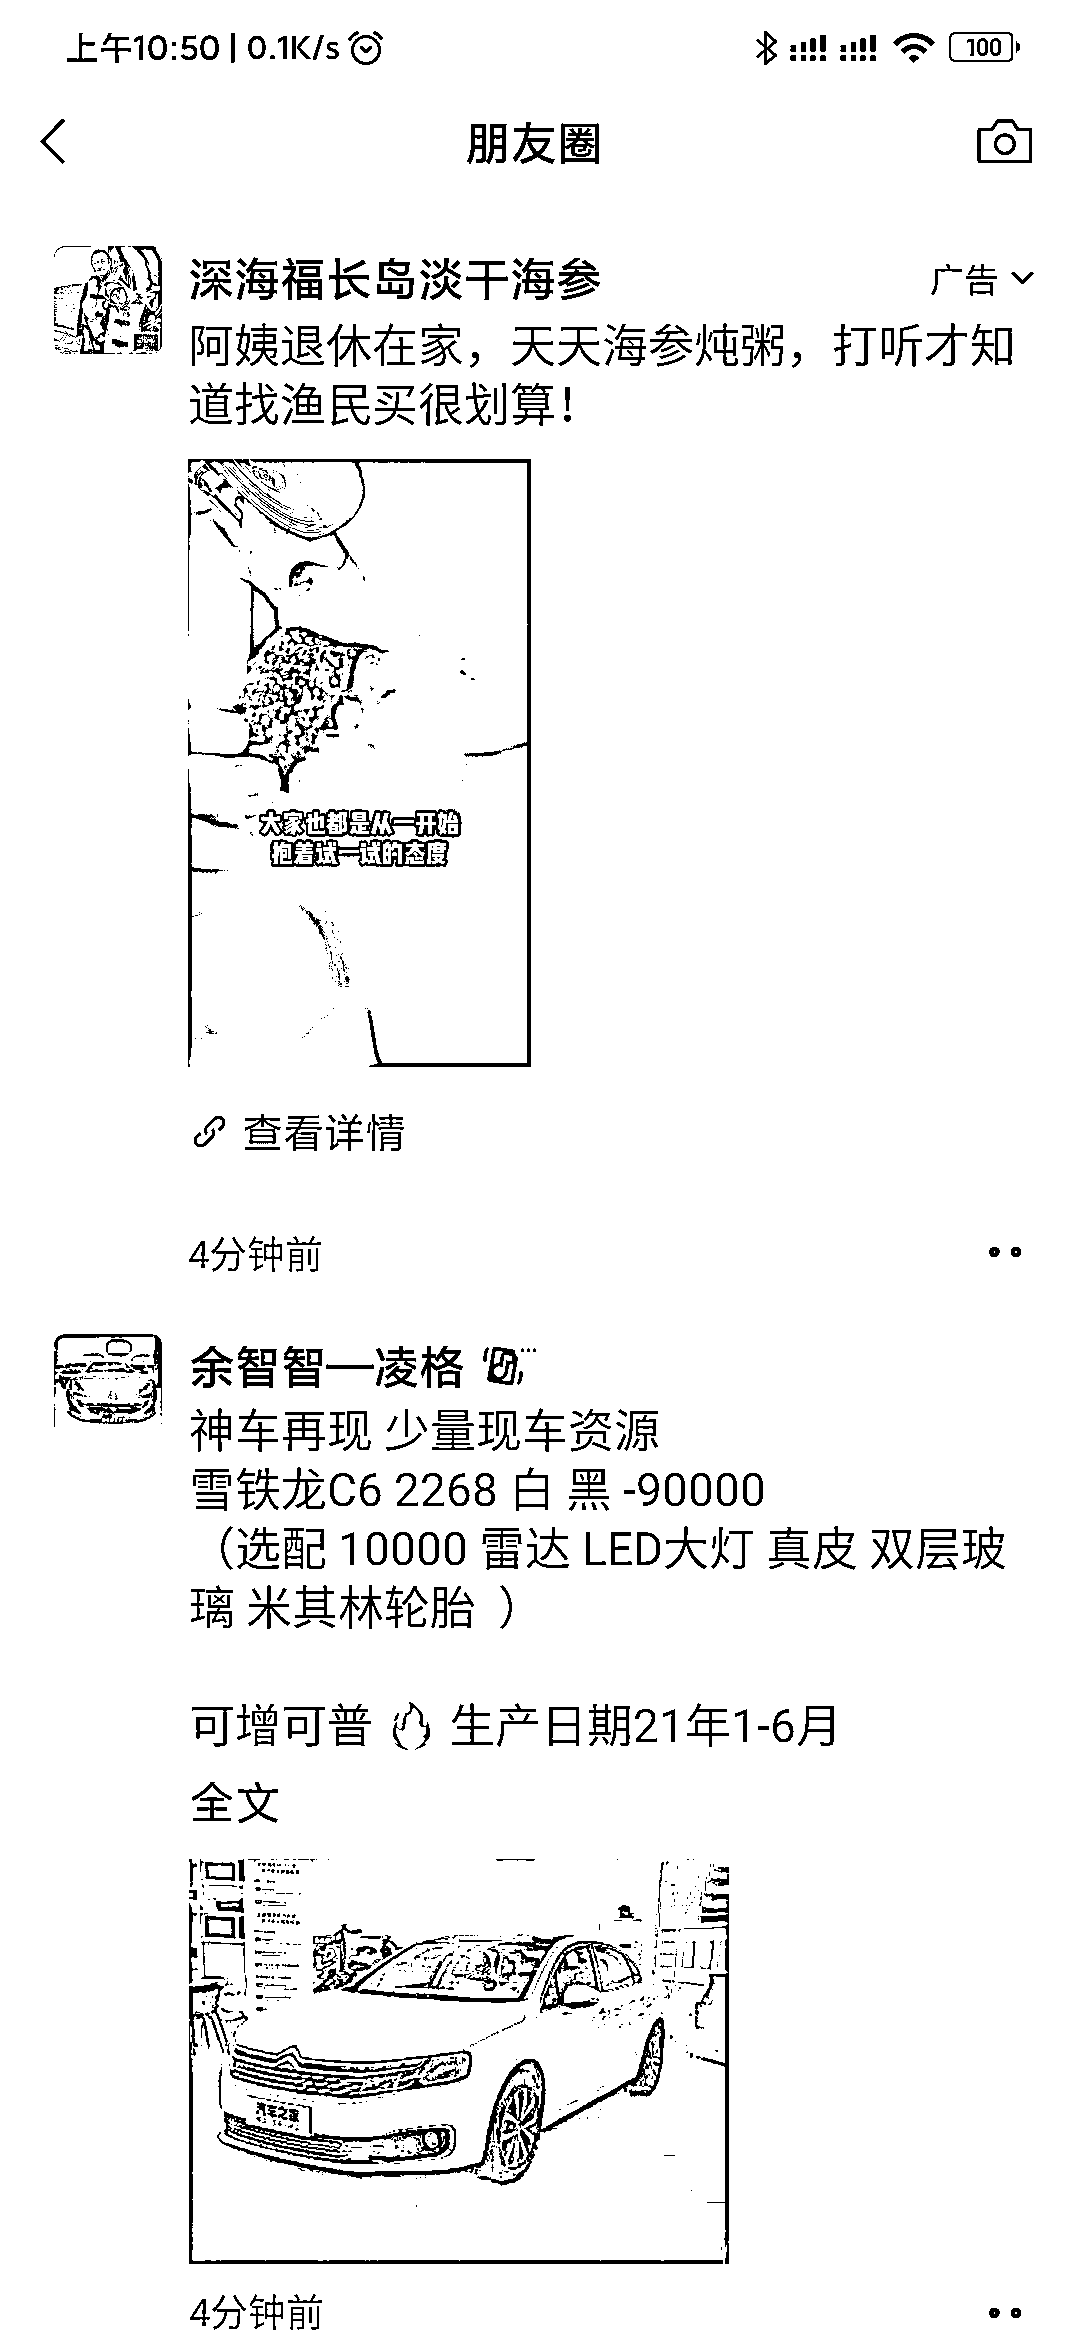 上午10:50 | 0.1K/s
100
朋友圈
深海福长岛淡干海参
广告
阿姨退休在家，天天海参炖粥，打听才知
道找渔民买很划算！
大家也都是从一开始
抱着试一试的态度
查看详情
4分钟前
余智智—凌格
神车再现 少量现车资源
雪铁龙C6 2268 白 黑 -90000
（选配 10000 雷达 LED大灯 真皮 双层玻
璃 米其林轮胎 ）
可增可普 生产日期21年1-6月
全文
汽车之家
4分钟前